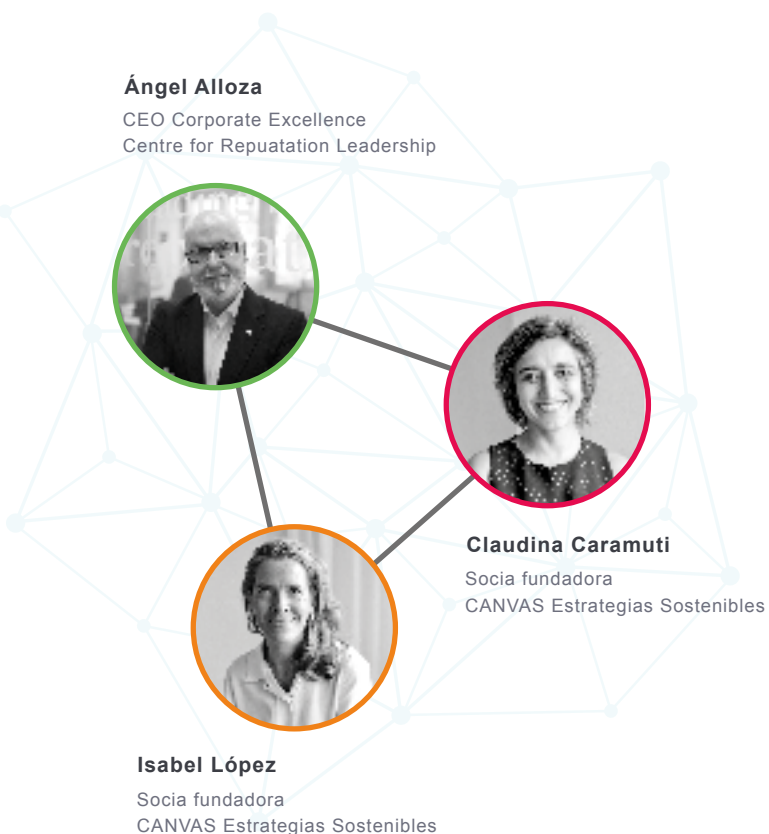 Ángel Alloza
CEO Corporate Excellence
Centre for Repuatation Leadership
Claudina Caramuti
Socia fundadora
CANVAS Estrategias Sostenibles
Isabel López
Socia fundadora
CANVAS Estrategias Sostenibles